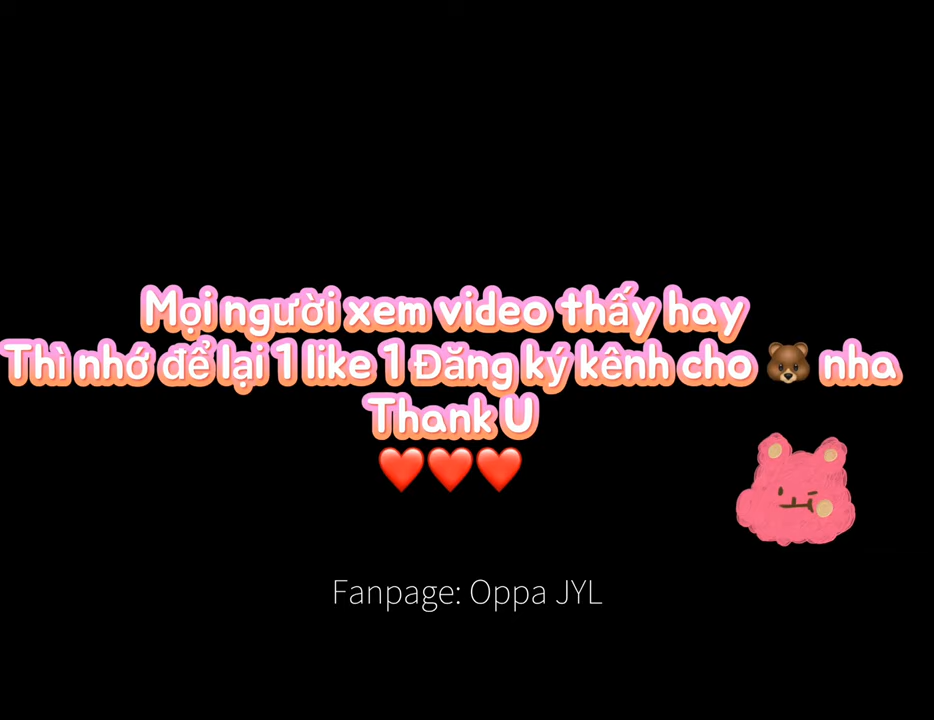 Mọi người xem video thấy hay
Thì nhớ để lại 1 like 1 Đăng ký kênh cho 🐻 nha
Thank U
❤️❤️❤️
Fanpage: Oppa JYL